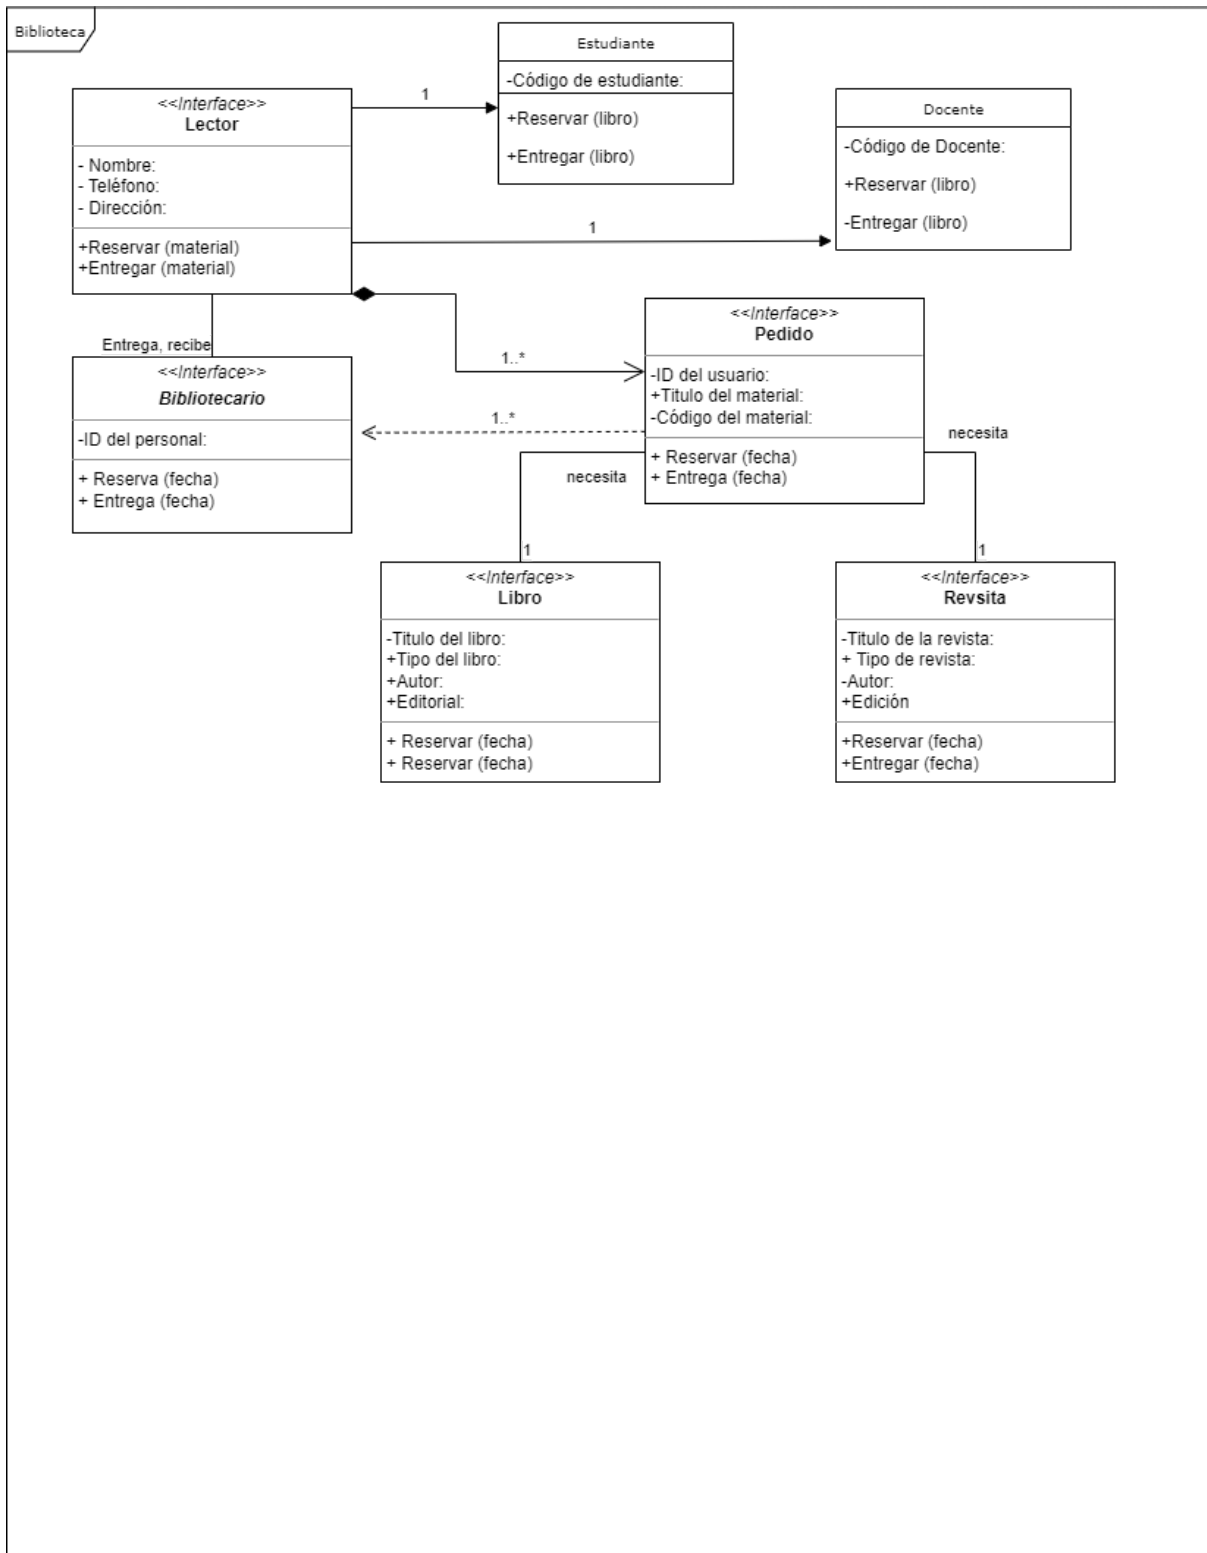 Biblioteca
Estudiante
-Código de estudiante:
+Reservar (libro)
+Entregar (libro)
1
<<Interface>>
Lector
- Nombre:
- Teléfono:
- Dirección:
+Reservar (material)
+Entregar (material)
Docente
-Código de Docente:
+Reservar (libro)
-Entregar (libro)
1
Entrega, recibe
<<Interface>>
Pedido
-ID del usuario:
+Titulo del material:
-Código del material:
+ Reservar (fecha)
+ Entrega (fecha)
1..*
<<Interface>>
Bibliotecario
-ID del personal:
+ Reserva (fecha)
+ Entrega (fecha)
1..*
necesita
necesita
1
1
<<Interface>>
Libro
-Titulo del libro:
+Tipo del libro:
+Autor:
+Editorial:
+ Reservar (fecha)
+ Reservar (fecha)
<<Interface>>
Revsita
-Titulo de la revista:
+ Tipo de revista:
-Autor:
+Edición
+Reservar (fecha)
+Entregar (fecha)